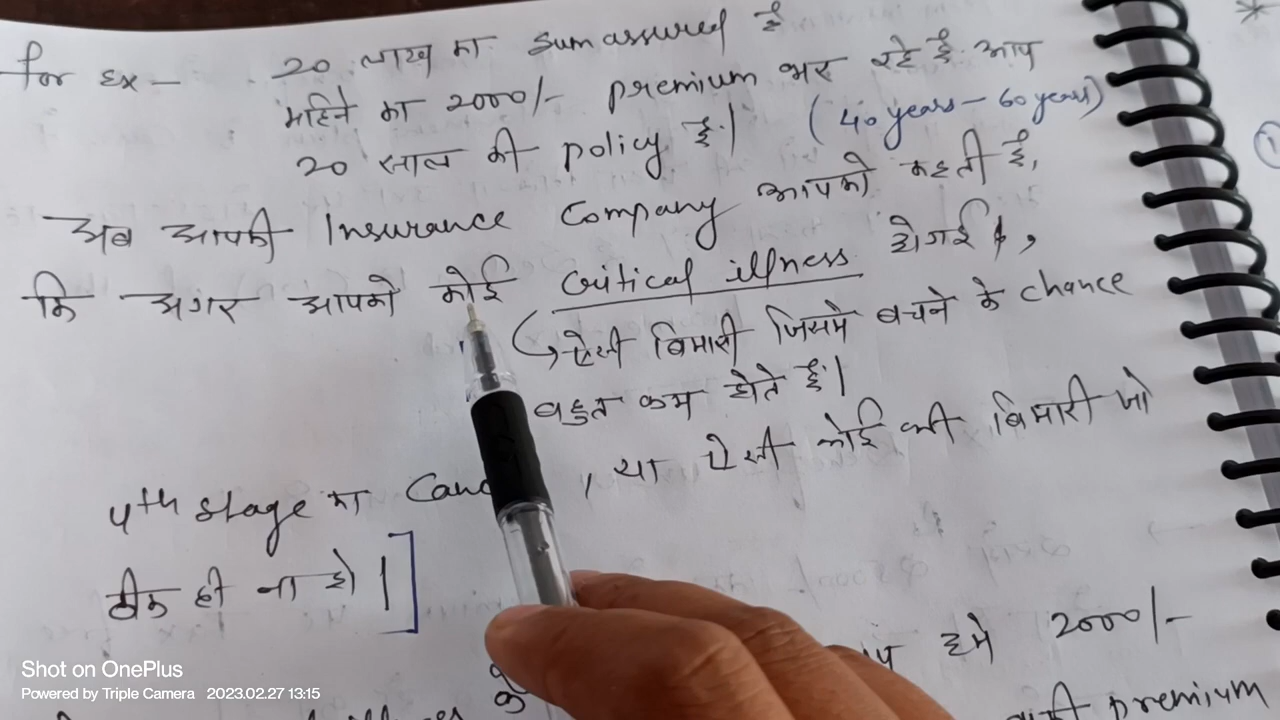 for Ex – 20 लाख का sum assured है
महिने का 2000/- premium भर रहे है आप
20 साल की policy है| (40 years – 60 years)
अब आपकी Insurance Company आपको कहती है,
कि अगर आपको कोई Critical illness होगई,
ऐसी बिमारी जिसमे बचने के chance
बहुत कम होते है|
4th stage का Canc , या ऐसी कोई भी बिमारी जो
ठीक ही ना हो |
हमे 2000/-
premium
Shot on OnePlus
Powered by Triple Camera 2023.02.27 13:15